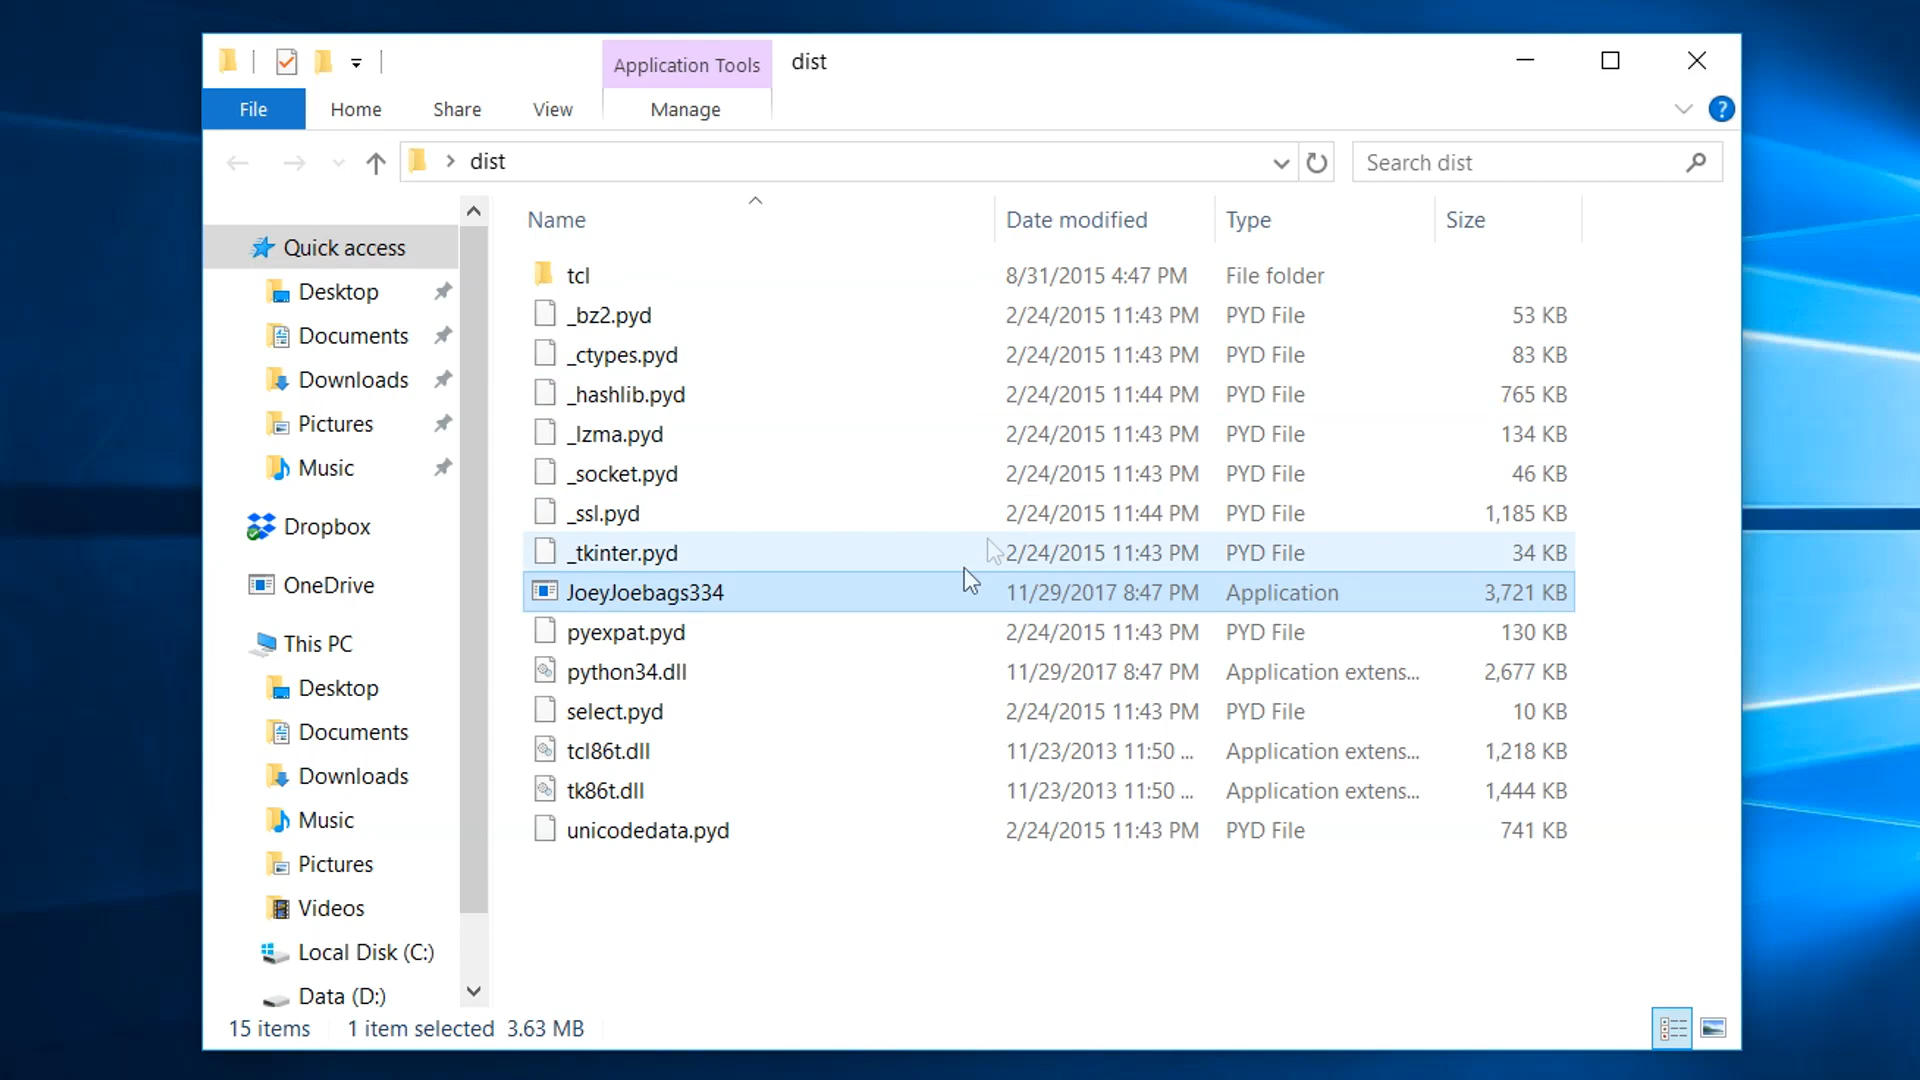 Application Tools dist
File Home Share View Manage ?
dist Search dist
Name Date modified Type Size
Quick access
Desktop
Documents
Downloads
Pictures
Music
Dropbox
OneDrive
This PC
Desktop
Documents
Downloads
Music
Pictures
Videos
Local Disk (C:)
Data (D:)
tcl 8/31/2015 4:47 PM File folder
_bz2.pyd 2/24/2015 11:43 PM PYD File 53 KB
_ctypes.pyd 2/24/2015 11:43 PM PYD File 83 KB
_hashlib.pyd 2/24/2015 11:44 PM PYD File 765 KB
_lzma.pyd 2/24/2015 11:43 PM PYD File 134 KB
_socket.pyd 2/24/2015 11:43 PM PYD File 46 KB
_ssl.pyd 2/24/2015 11:44 PM PYD File 1,185 KB
_tkinter.pyd 2/24/2015 11:43 PM PYD File 34 KB
JoeyJoebags334 11/29/2017 8:47 PM Application 3,721 KB
pyexpat.pyd 2/24/2015 11:43 PM PYD File 130 KB
python34.dll 11/29/2017 8:47 PM Application extens... 2,677 KB
select.pyd 2/24/2015 11:43 PM PYD File 10 KB
tcl86t.dll 11/23/2013 11:50 ... Application extens... 1,218 KB
tk86t.dll 11/23/2013 11:50 ... Application extens... 1,444 KB
unicodedata.pyd 2/24/2015 11:43 PM PYD File 741 KB
15 items 1 item selected 3.63 MB